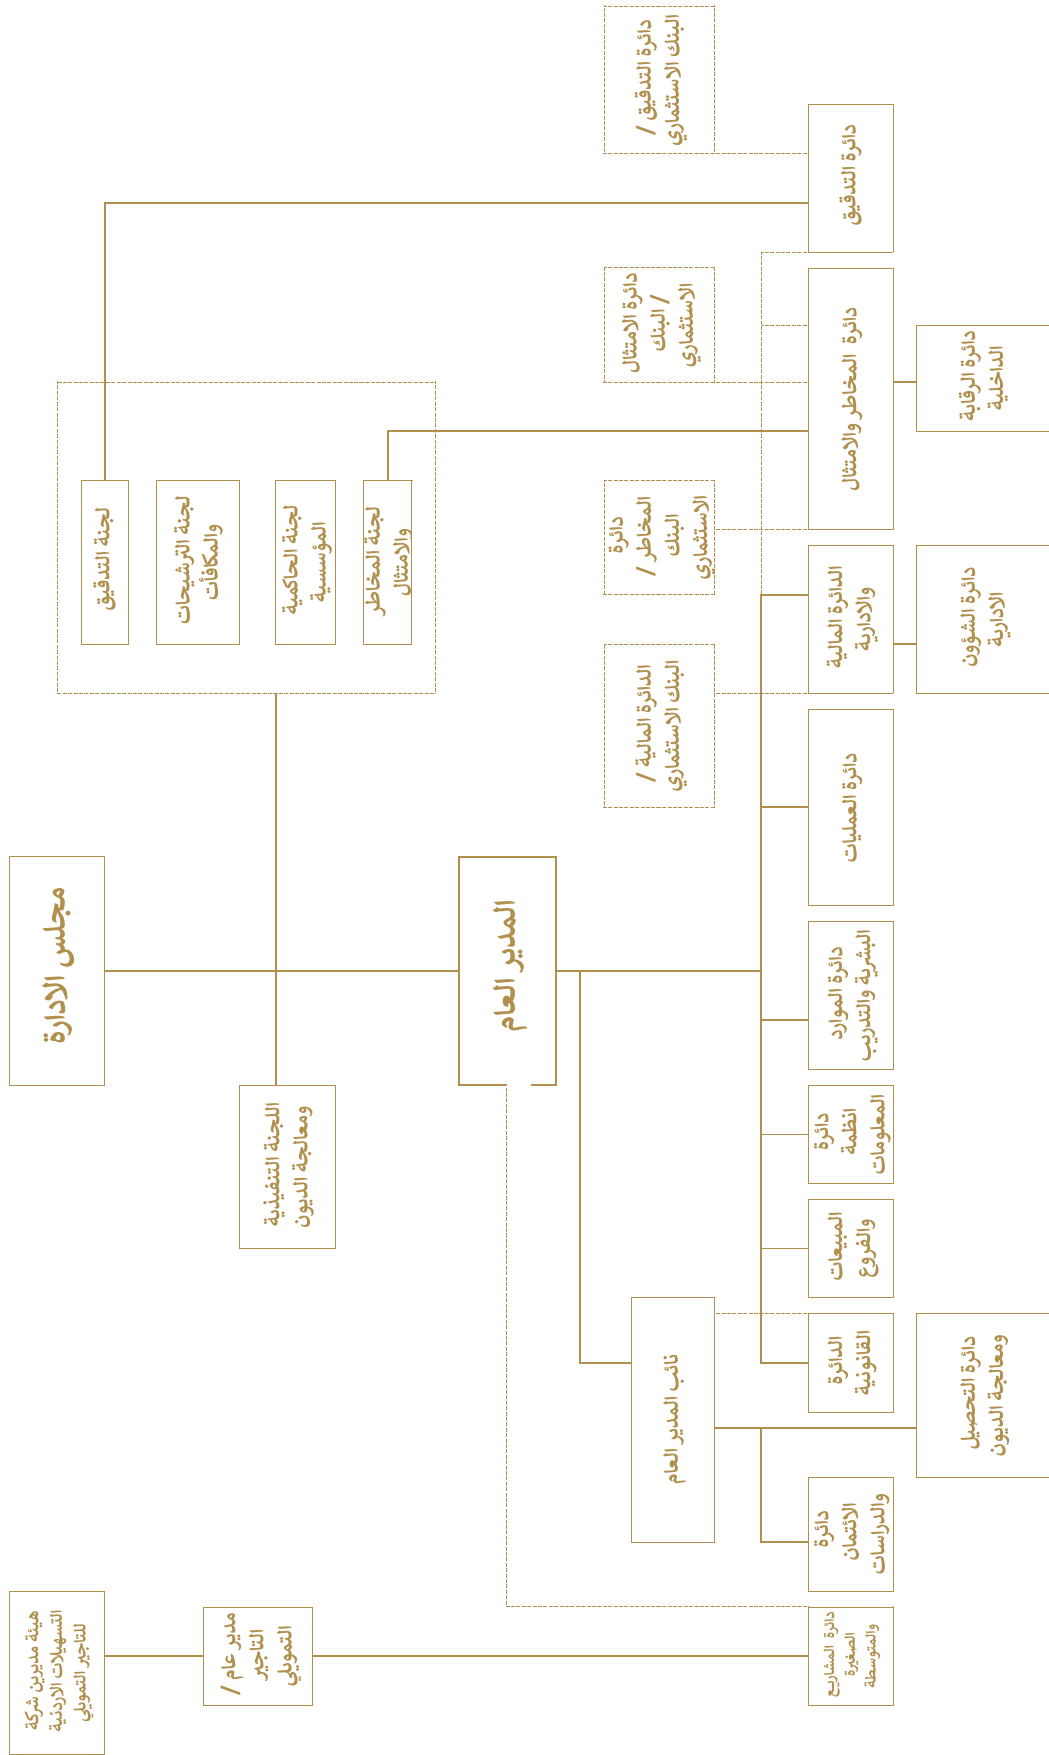 مجلس الادارة
هيئة مديرين شركة
التسهيلات الاردنية
للتاجير التمويلي
لجنة التدقيق
لجنة الترشيحات
والمكافأت
لجنة الحاكمية
المؤسسية
لجنة المخاطر
والامتثال
اللجنة التنفيذية
ومعالجة الديون
مدير عام /
التاجير
التمويلي
المدير العام
دائرة التدقيق /
البنك الاستثماري
دائرة الامتثال
/ البنك
الاستثماري
دائرة
المخاطر /
البنك
الاستثماري
الدائرة المالية /
البنك الاستثماري
نائب المدير العام
دائرة التدقيق
دائرة المخاطر والامتثال
الدائرة المالية
والادارية
دائرة العمليات
دائرة الموارد
البشرية والتدريب
دائرة
انظمة
المعلومات
المبيعات
والفروع
الدائرة
القانونية
دائرة
الائتمان
والدراسات
دائرة المشاريع
الصغيرة
والمتوسطة
دائرة الرقابة
الداخلية
دائرة الشؤون
الادارية
دائرة التحصيل
ومعالجة الديون